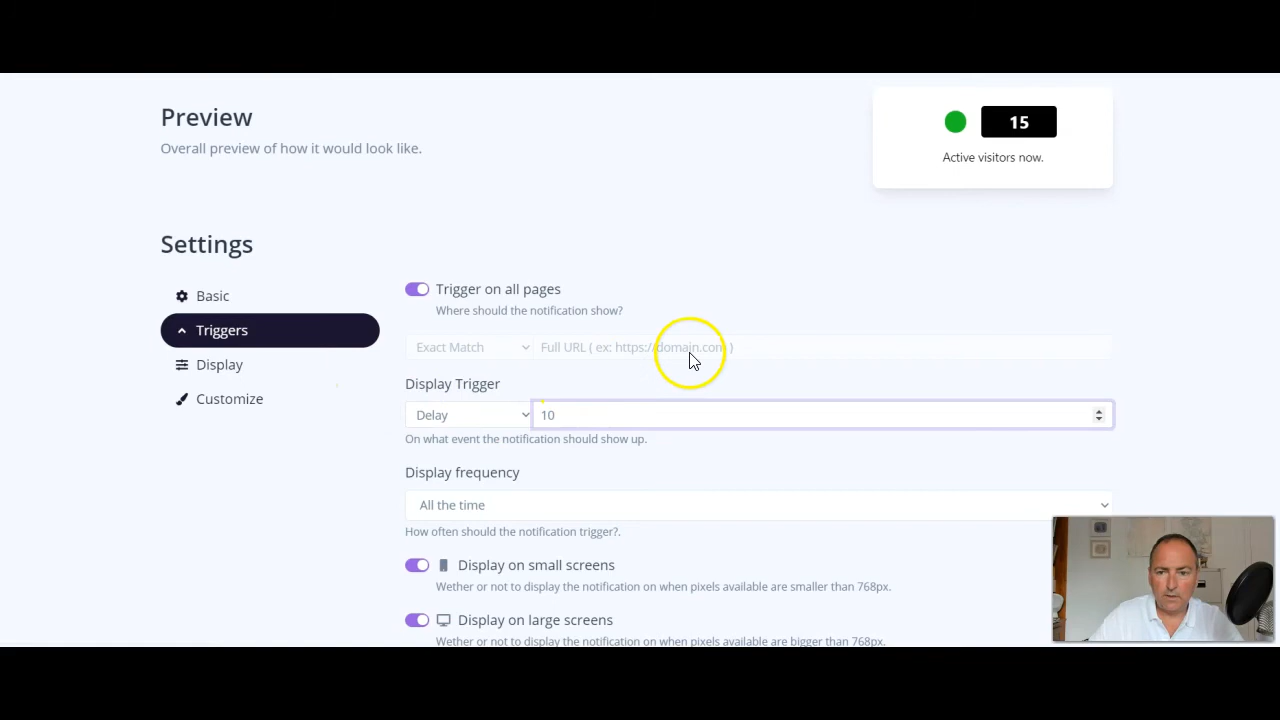 Preview
Overall preview of how it would look like.
15
Active visitors now.
Settings
Basic
Triggers
Display
Customize
Trigger on all pages
Where should the notification show?
Exact Match
Full URL ( ex: https://domain.com )
Display Trigger
Delay
10
On what event the notification should show up.
Display frequency
All the time
How often should the notification trigger?.
Display on small screens
Wether or not to display the notification on when pixels available are smaller than 768px.
Display on large screens
Wether or not to display the notification on when pixels available are bigger than 768px.